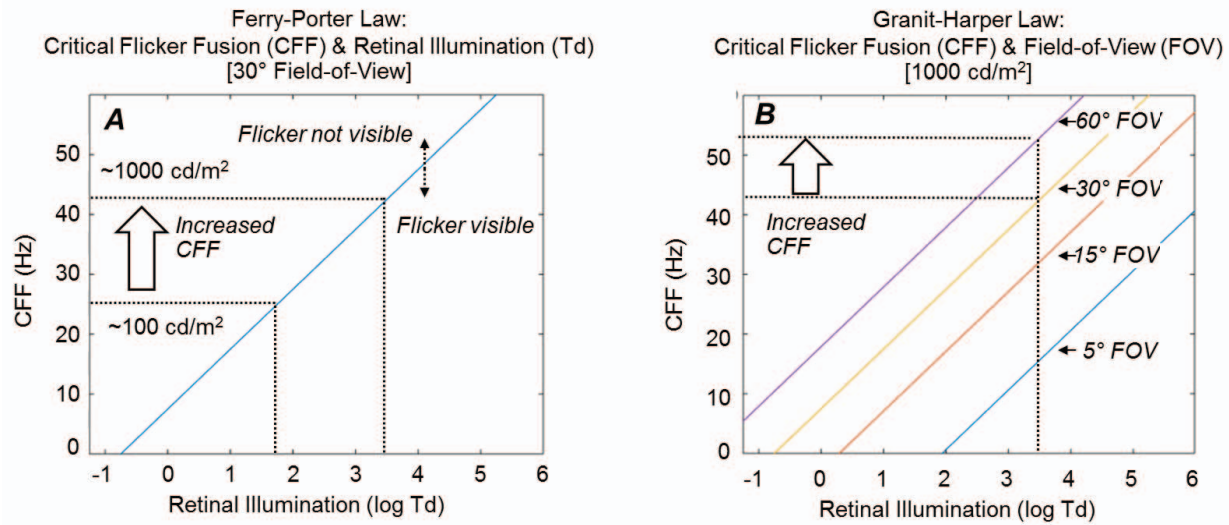 Ferry-Porter Law:
Critical Flicker Fusion (CFF) & Retinal Illumination (Td)
[30° Field-of-View]
A
Flicker not visible
~1000 cd/m²
Increased
CFF
Flicker visible
~100 cd/m²
CFF (Hz)
50
40
30
20
10
0
-1 0 1 2 3 4 5 6
Retinal Illumination (log Td)
Granit-Harper Law:
Critical Flicker Fusion (CFF) & Field-of-View (FOV)
[1000 cd/m²]
B
60° FOV
30° FOV
Increased
CFF
15° FOV
5° FOV
CFF (Hz)
50
40
30
20
10
0
-1 0 1 2 3 4 5 6
Retinal Illumination (log Td)